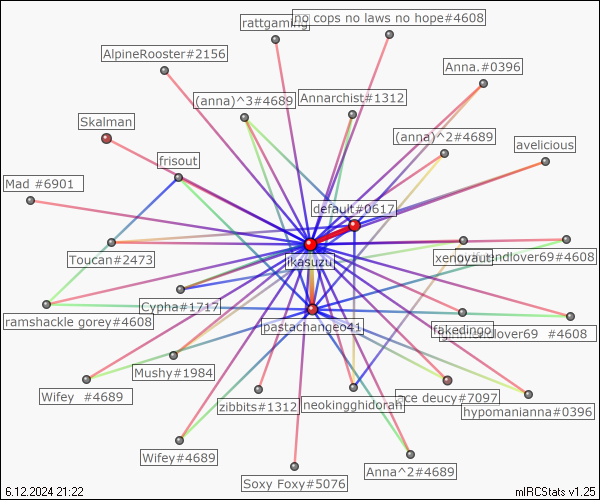 rattgaming
no cops no laws no hope#4608
AlpineRooster#2156
Anna.#0396
(anna)^3#4689
Annarchist#1312
Skalman
(anna)^2#4689
avelicious
frisout
Mad #6901
default#0617
Toucan#2473
ikasuzu
xenoyaut
endlover69#4608
Cypha#1717
ramshackle gorey#4608
pastachangeo41
fakedingo
lover69 #4608
Mushy#1984
Wifey #4689
zibbits#1312
neokingghidorah
ace deucy#7097
hypomanianna#0396
Wifey#4689
Soxy Foxy#5076
Anna^2#4689
6.12.2024 21:22
mIRCStats v1.25